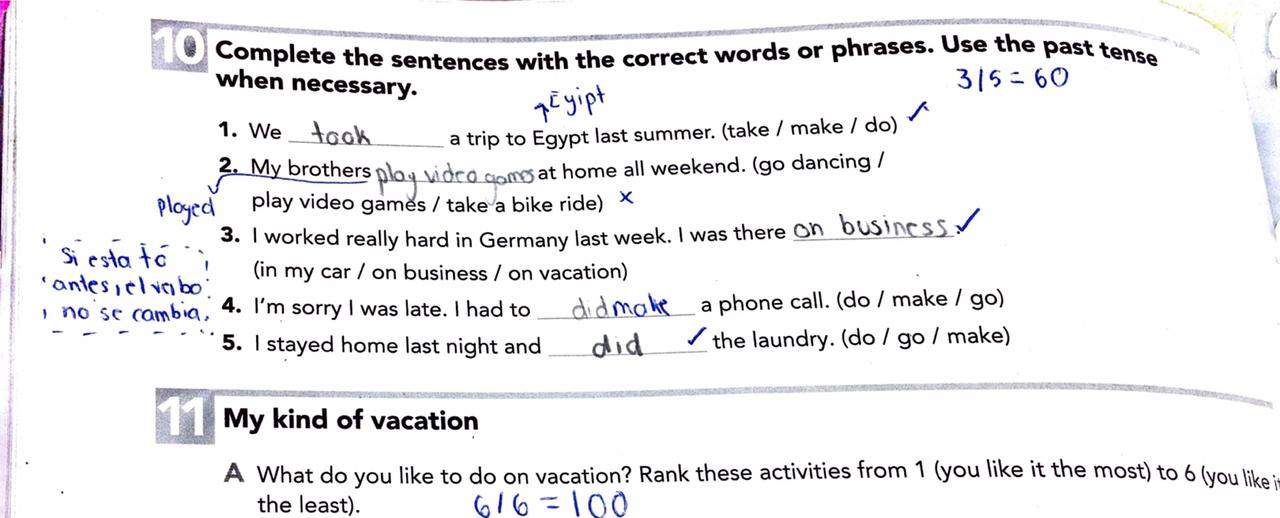 10 Complete the sentences with the correct words or phrases. Use the past tense
when necessary.
3/5 = 60
Egipt
1. We took a trip to Egypt last summer. (take / make / do) ✓
2. My brothers play video games at home all weekend. (go dancing /
played play video games / take a bike ride) x
3. I worked really hard in Germany last week. I was there on business. ✓
(in my car / on business / on vacation)
Si esta to
antes, el vrbo
no se cambia.
4. I'm sorry I was late. I had to did make a phone call. (do / make / go)
5. I stayed home last night and did ✓ the laundry. (do / go / make)
11 My kind of vacation
A What do you like to do on vacation? Rank these activities from 1 (you like it the most) to 6 (you like it
the least).
6/6 = 100